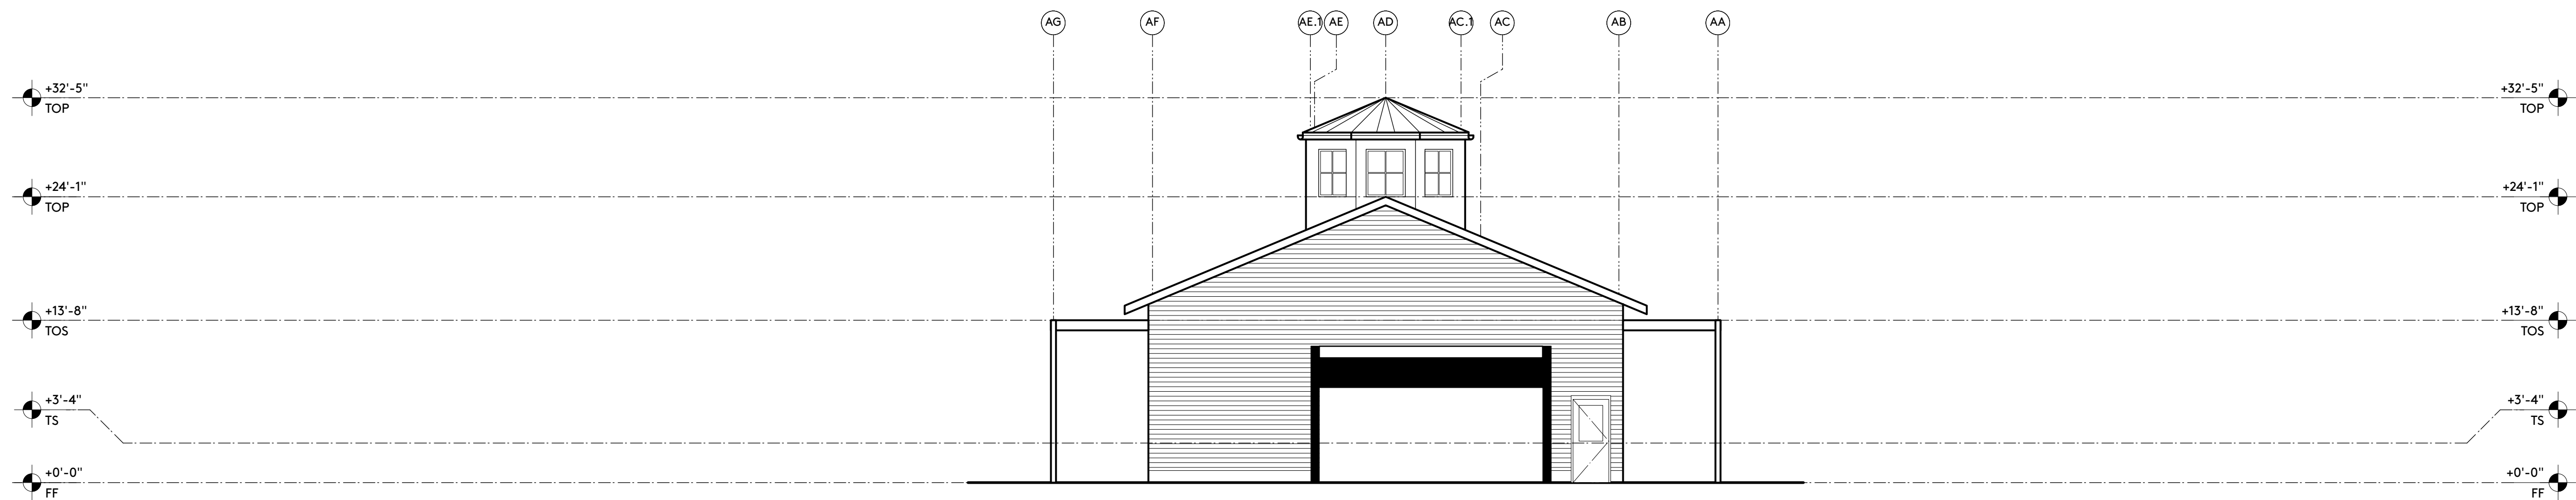 AG AF AE.1 AE AD AC.1 AC AB AA
+32'-5" +32'-5"
TOP TOP
+24'-1" +24'-1"
TOP TOP
+13'-8" +13'-8"
TOS TOS
+3'-4" +3'-4"
TS TS
+0'-0" +0'-0"
FF FF